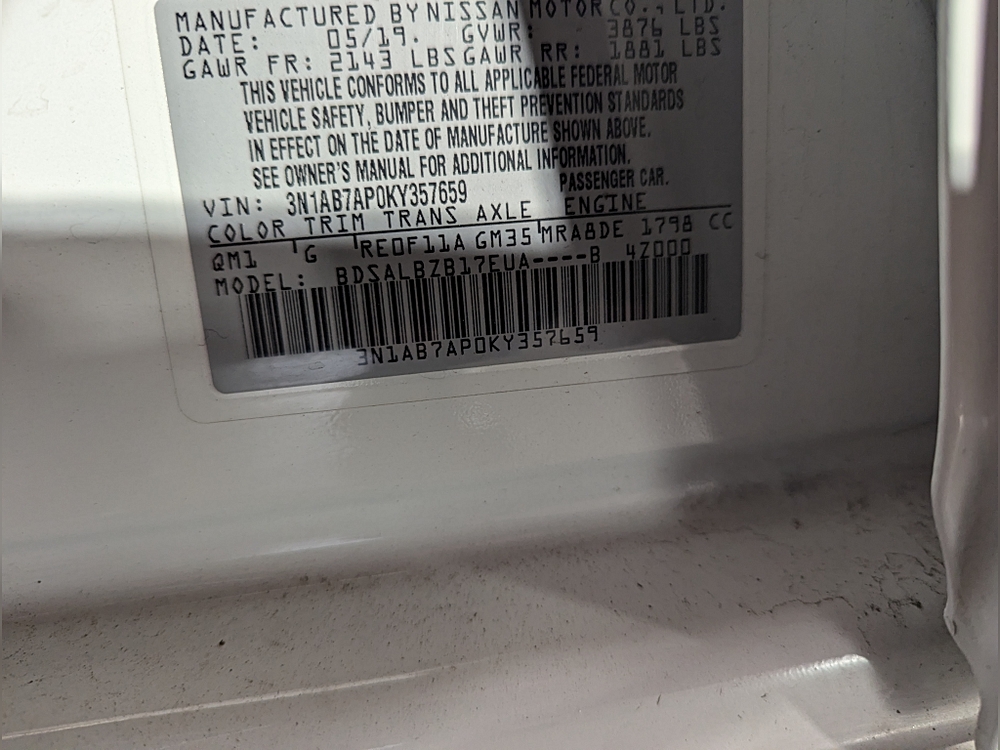 MANUFACTURED BY NISSAN MOTOR CO., LTD.
DATE: 05/19. GVWR: 3876 LBS
GAWR FR: 2143 LBS GAWR RR: 1881 LBS
THIS VEHICLE CONFORMS TO ALL APPLICABLE FEDERAL MOTOR
VEHICLE SAFETY, BUMPER AND THEFT PREVENTION STANDARDS
IN EFFECT ON THE DATE OF MANUFACTURE SHOWN ABOVE.
SEE OWNER'S MANUAL FOR ADDITIONAL INFORMATION.
VIN: 3N1AB7AP0KY357659 PASSENGER CAR.
COLOR TRIM TRANS AXLE ENGINE
QM1 G RE0F11A GM35 MRA8DE 1798 CC
MODEL: BDSALBZB17EUA----B 4Z000
3N1AB7AP0KY357659